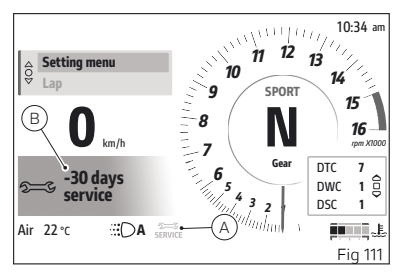 10:34 am
Setting menu
Lap
B
0 km/h
-30 days
service
Air 22 °C
A
SERVICE
A
2
3
4
5
6
7
8
9
10
11
12
13
14
15
16
rpm X1000
SPORT
N
Gear
DTC 7
DWC 1
DSC 1
E
Fig 111